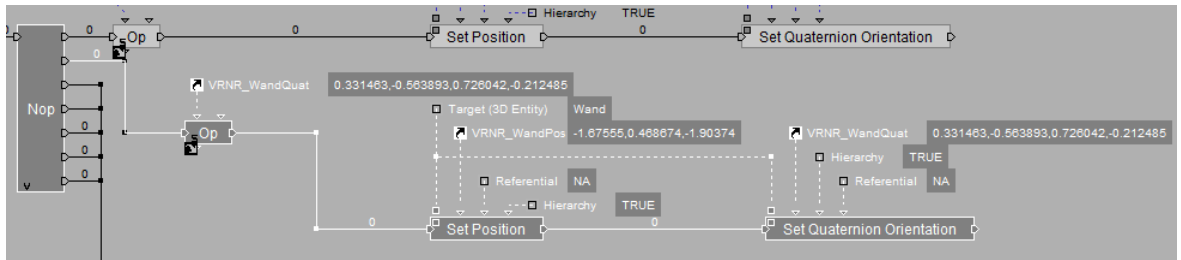 Hierarchy TRUE
0 0 Op 0 Set Position 0 Set Quaternion Orientation
0
VRNR_WandQuat 0.331463,-0.563893,0.726042,-0.212485
Nop Target (3D Entity) Wand
0 Op VRNR_WandPos -1.67555,0.468674,-1.90374 VRNR_WandQuat 0.331463,-0.563893,0.726042,-0.212485
0 Hierarchy TRUE
0 Referential NA Referential NA
Hierarchy TRUE
V 0 Set Position 0 Set Quaternion Orientation